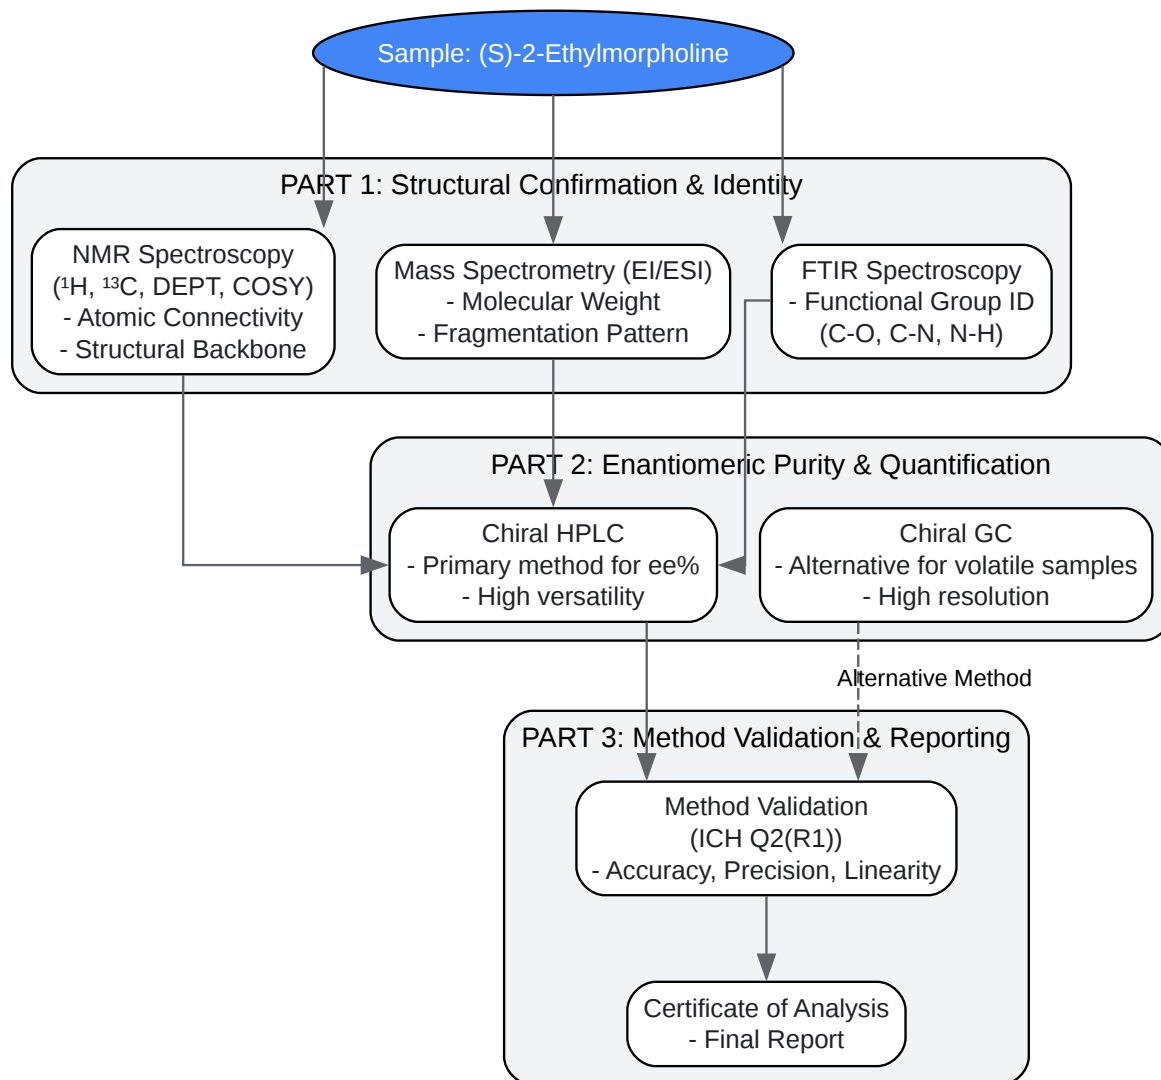 Sample: (S)-2-Ethylmorpholine
PART 1: Structural Confirmation & Identity
NMR Spectroscopy
(¹H, ¹³C, DEPT, COSY)
- Atomic Connectivity
- Structural Backbone
Mass Spectrometry (EI/ESI)
- Molecular Weight
- Fragmentation Pattern
FTIR Spectroscopy
- Functional Group ID
(C-O, C-N, N-H)
PART 2: Enantiomeric Purity & Quantification
Chiral HPLC
- Primary method for ee%
- High versatility
Chiral GC
- Alternative for volatile samples
- High resolution
Alternative Method
PART 3: Method Validation & Reporting
Method Validation
(ICH Q2(R1))
- Accuracy, Precision, Linearity
Certificate of Analysis
- Final Report